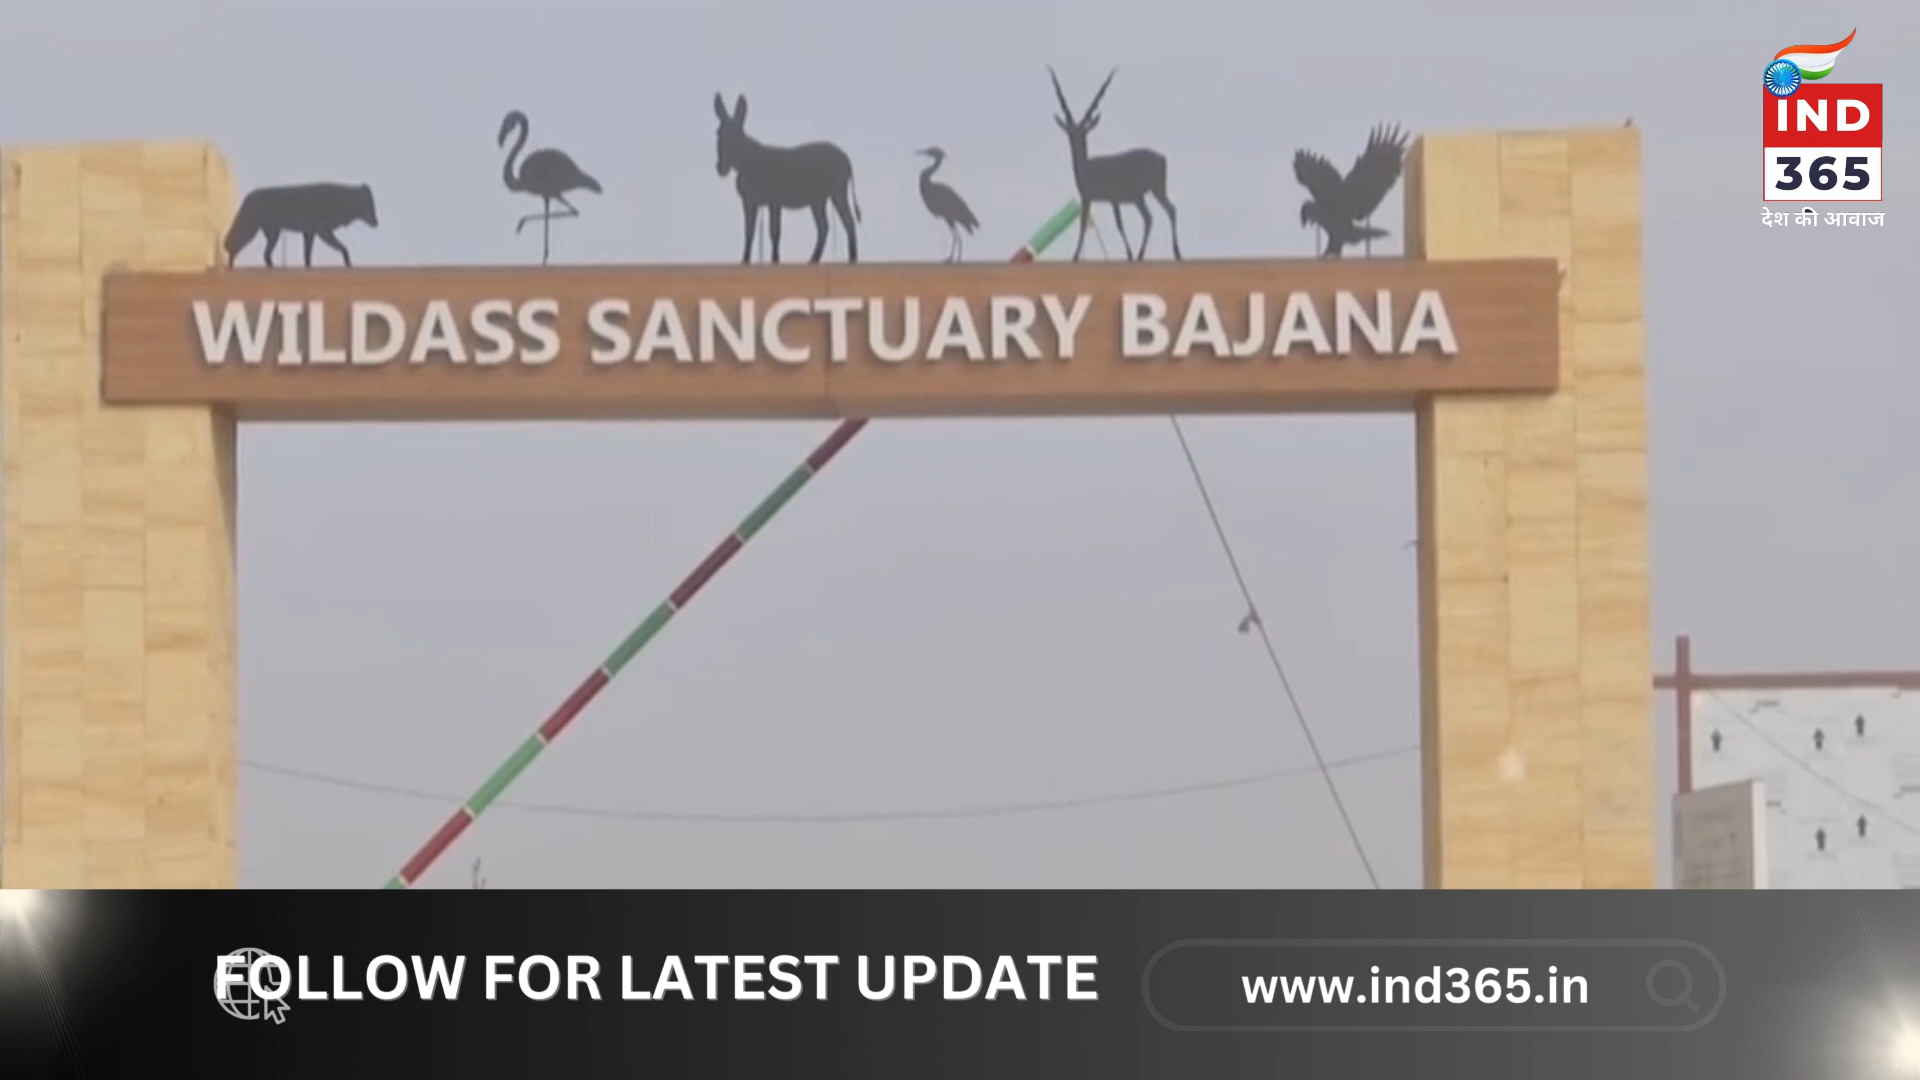 IND
365
देश की आवाज
WILDASS SANCTUARY BAJANA
FOLLOW FOR LATEST UPDATE
www.ind365.in